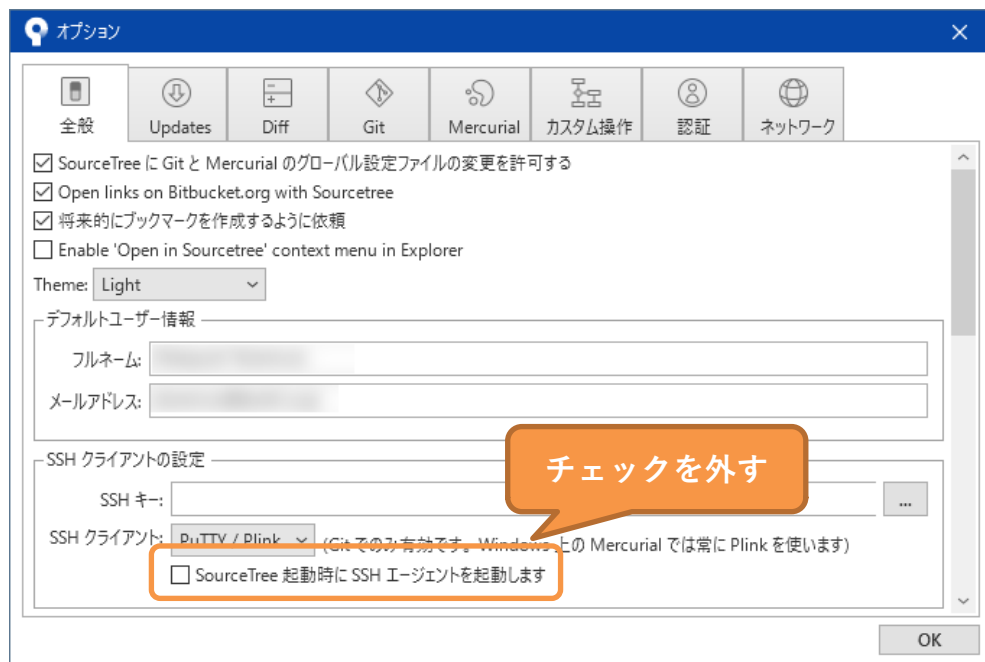 オプション
全般 Updates Diff Git Mercurial カスタム操作 認証 ネットワーク
SourceTree に Git と Mercurial のグローバル設定ファイルの変更を許可する
Open links on Bitbucket.org with Sourcetree
将来的にブックマークを作成するように依頼
Enable 'Open in Sourcetree' context menu in Explorer
Theme: Light
デフォルトユーザー情報
フルネーム:
メールアドレス:
SSH クライアントの設定
チェックを外す
SSH キー: ...
SSH クライアント: PuTTY / Plink (Git でのみ有効です。Windows 上の Mercurial では常に Plink を使います)
SourceTree 起動時に SSH エージェントを起動します
OK